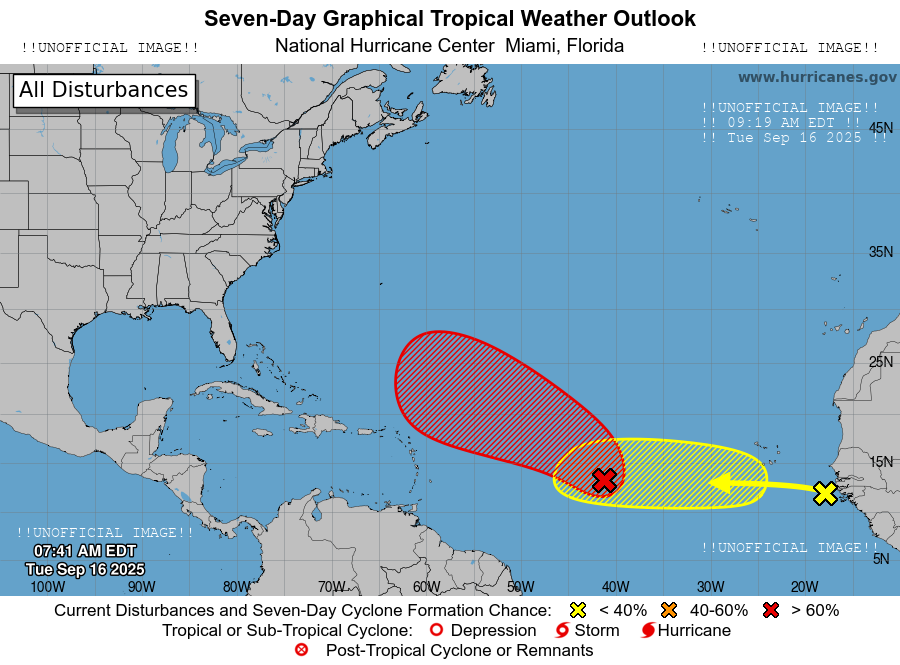 Seven-Day Graphical Tropical Weather Outlook
!!UNOFFICIAL IMAGE!! National Hurricane Center Miami, Florida !!UNOFFICIAL IMAGE!!
All Disturbances
www.hurricanes.gov
!!UNOFFICIAL IMAGE!!
!! 09:19 AM EDT !!
!! Tue Sep 16 2025 !!
45N
35N
25N
15N
!!UNOFFICIAL IMAGE!!
07:41 AM EDT
Tue Sep 16 2025
!!UNOFFICIAL IMAGE!!
5N
100W 90W 80W 70W 60W 50W 40W 30W 20W
Current Disturbances and Seven-Day Cyclone Formation Chance: < 40% 40-60% > 60%
Tropical or Sub-Tropical Cyclone: Depression Storm Hurricane
Post-Tropical Cyclone or Remnants